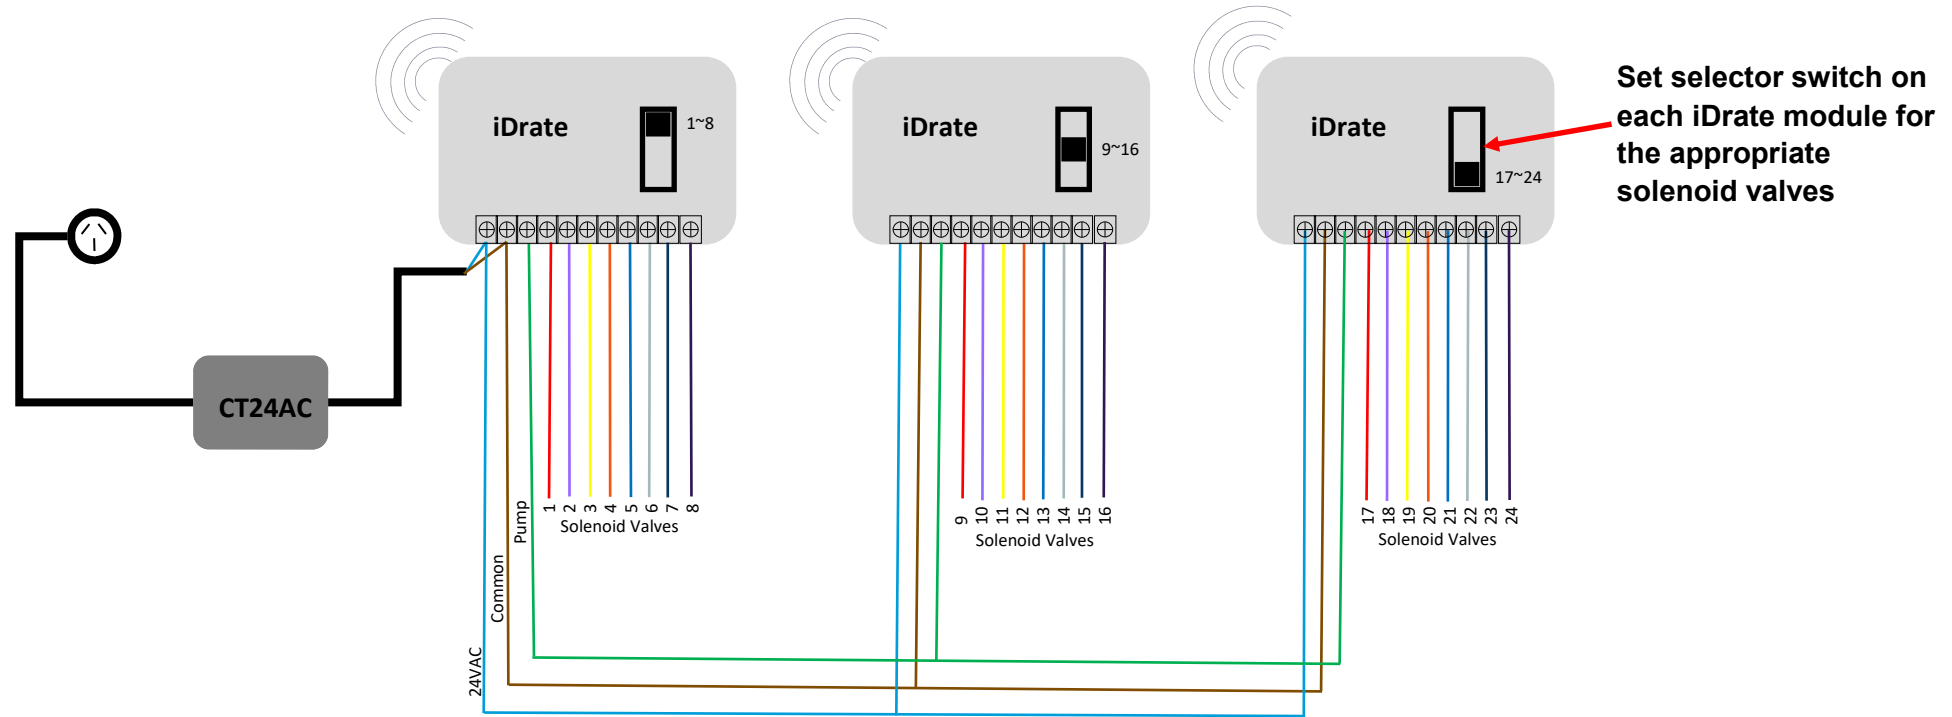 iDrate
1~8
iDrate
9~16
iDrate
17~24
Set selector switch on
each iDrate module for
the appropriate
solenoid valves
CT24AC
24VAC
Common
Pump
1 2 3 4 5 6 7 8
Solenoid Valves
9 10 11 12 13 14 15 16
Solenoid Valves
17 18 19 20 21 22 23 24
Solenoid Valves